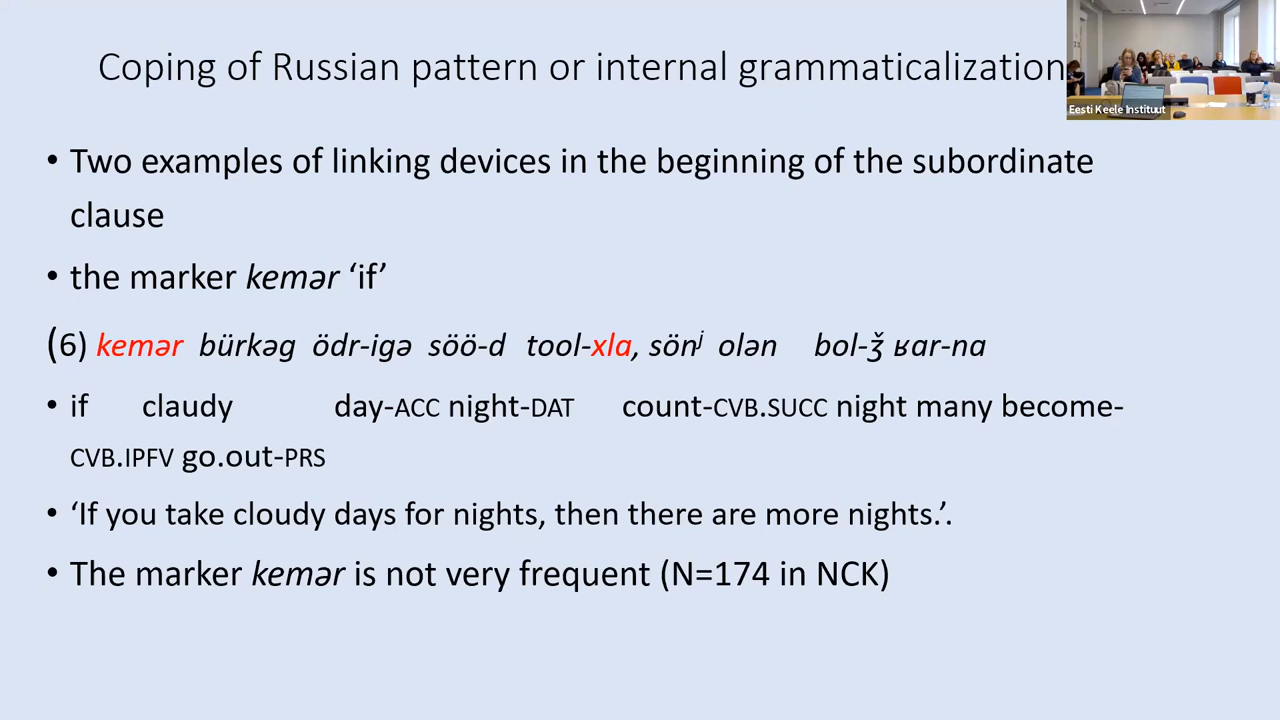 Coping of Russian pattern or internal grammaticalization
Eesti Keele Instituut
• Two examples of linking devices in the beginning of the subordinate
clause
• the marker kemər ‘if’
(6) kemər bürkəg ödr-igə söö-d tool-xla, sönʲ olən bol-ǯ ʁar-na
• if claudy day-ACC night-DAT count-CVB.SUCC night many become-
CVB.IPFV go.out-PRS
• ‘If you take cloudy days for nights, then there are more nights.’.
• The marker kemər is not very frequent (N=174 in NCK)